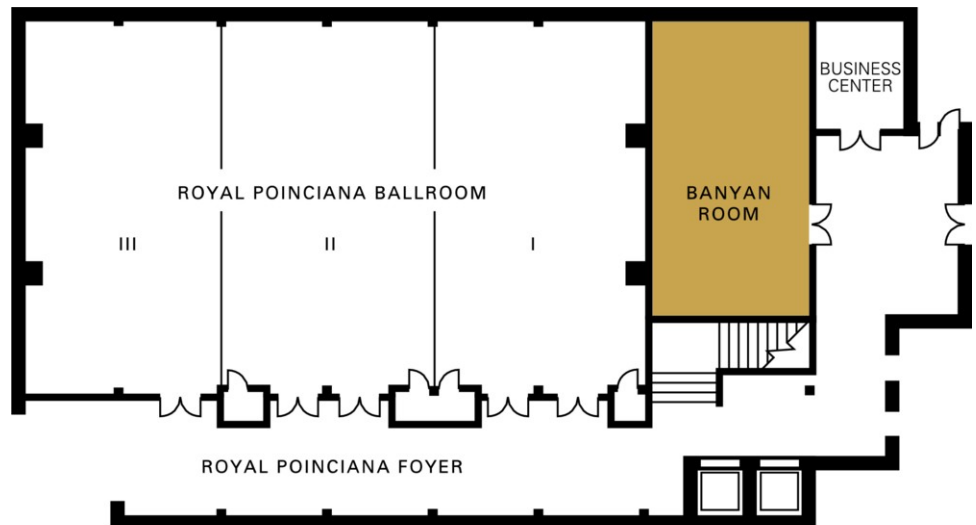 BUSINESS
CENTER
ROYAL POINCIANA BALLROOM
BANYAN
ROOM
III
II
I
ROYAL POINCIANA FOYER